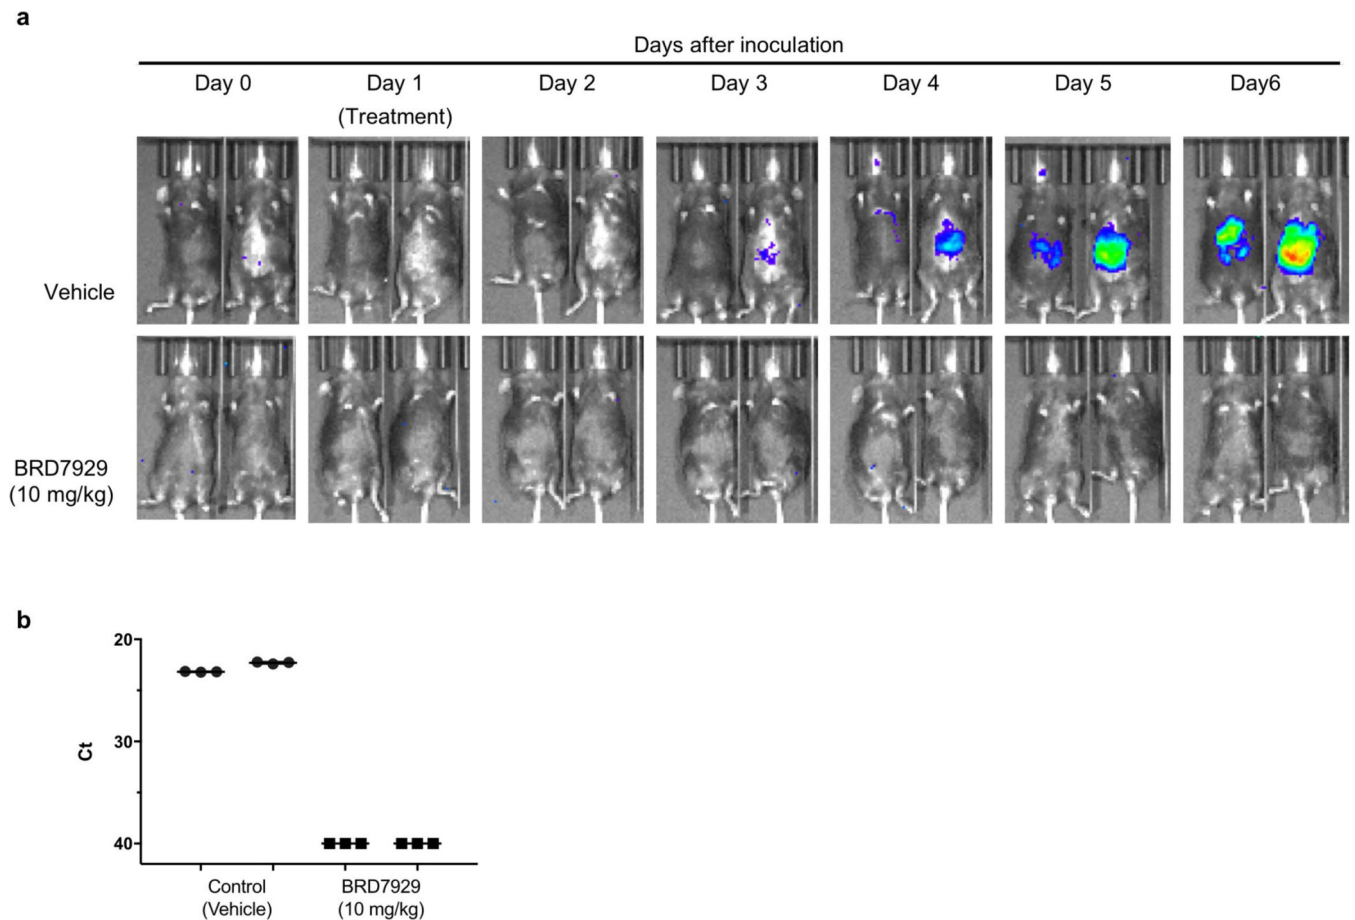 a
Days after inoculation
Day 0 Day 1 Day 2 Day 3 Day 4 Day 5 Day6
(Treatment)
Vehicle
BRD7929
(10 mg/kg)
b
20
30
40
Ct
Control BRD7929
(Vehicle) (10 mg/kg)